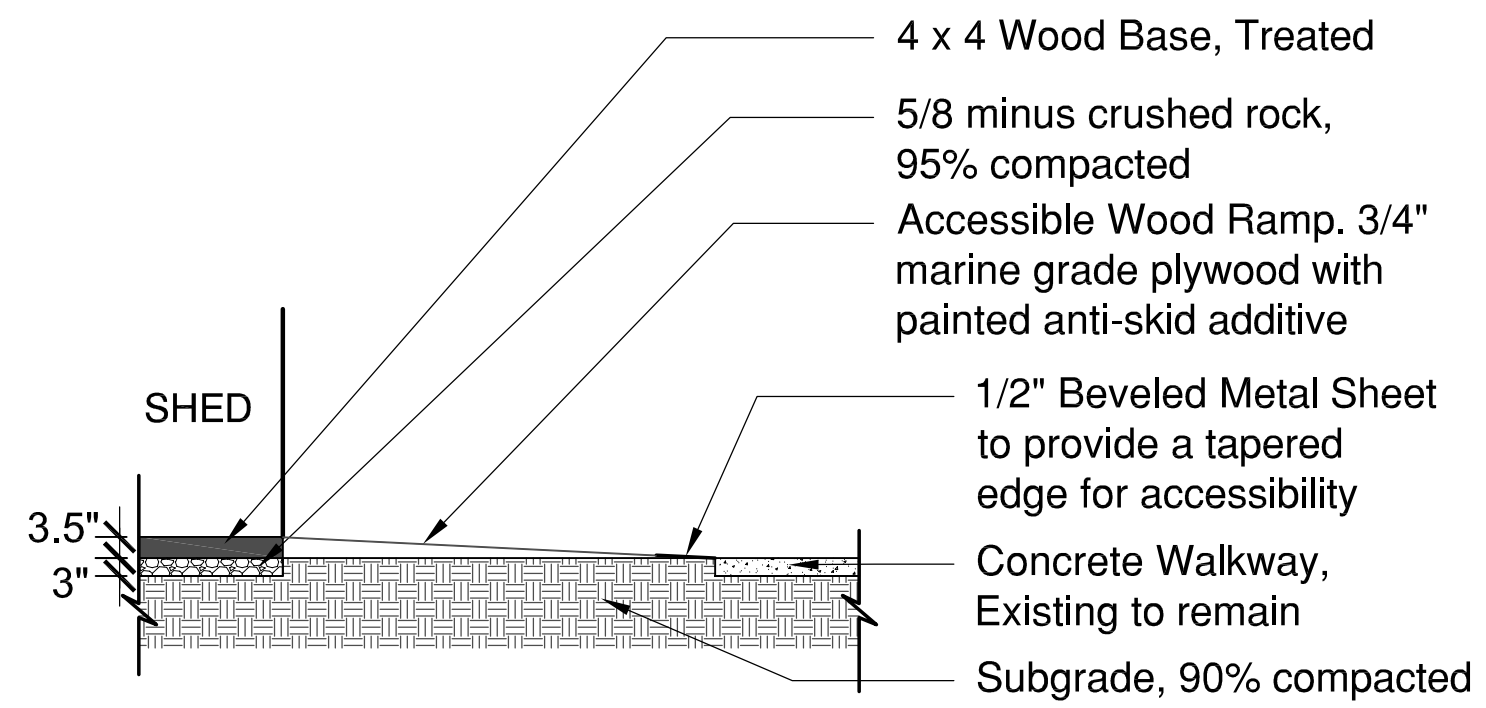 4 x 4 Wood Base, Treated
5/8 minus crushed rock,
95% compacted
Accessible Wood Ramp. 3/4"
marine grade plywood with
painted anti-skid additive
SHED
1/2" Beveled Metal Sheet
to provide a tapered
edge for accessibility
3.5"
3"
Concrete Walkway,
Existing to remain
Subgrade, 90% compacted